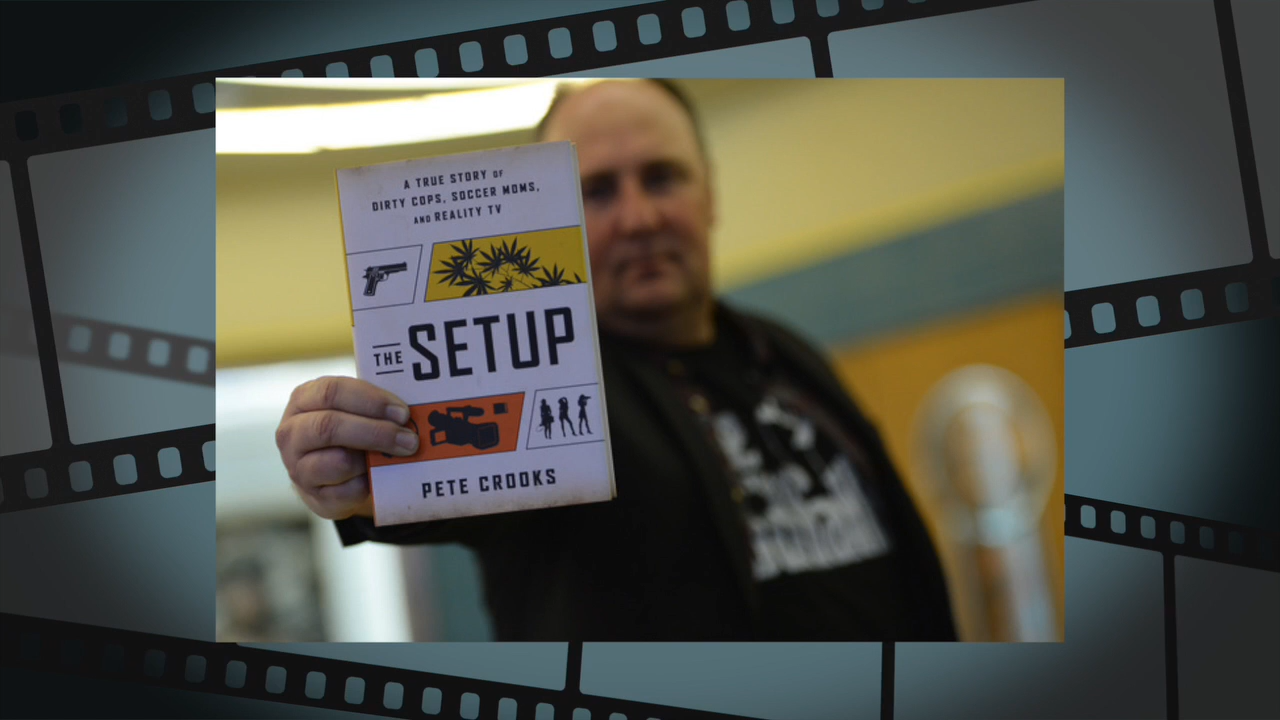 A TRUE STORY OF
DIRTY COPS, SOCCER MOMS,
AND REALITY TV
THE SETUP
PETE CROOKS